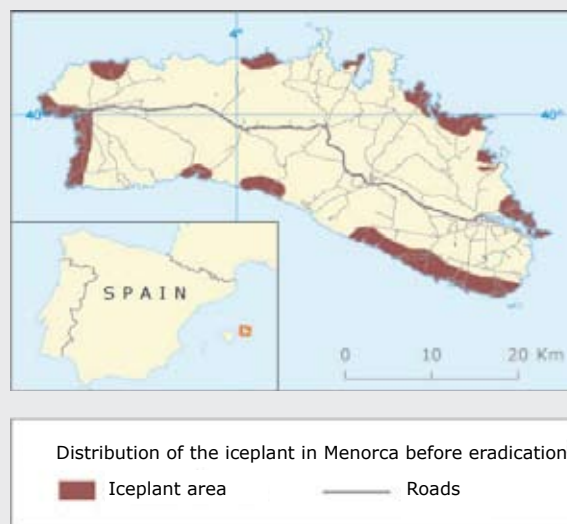 4°
40° 40°
SPAIN
0 10 20 Km
Distribution of the iceplant in Menorca before eradication
Iceplant area Roads